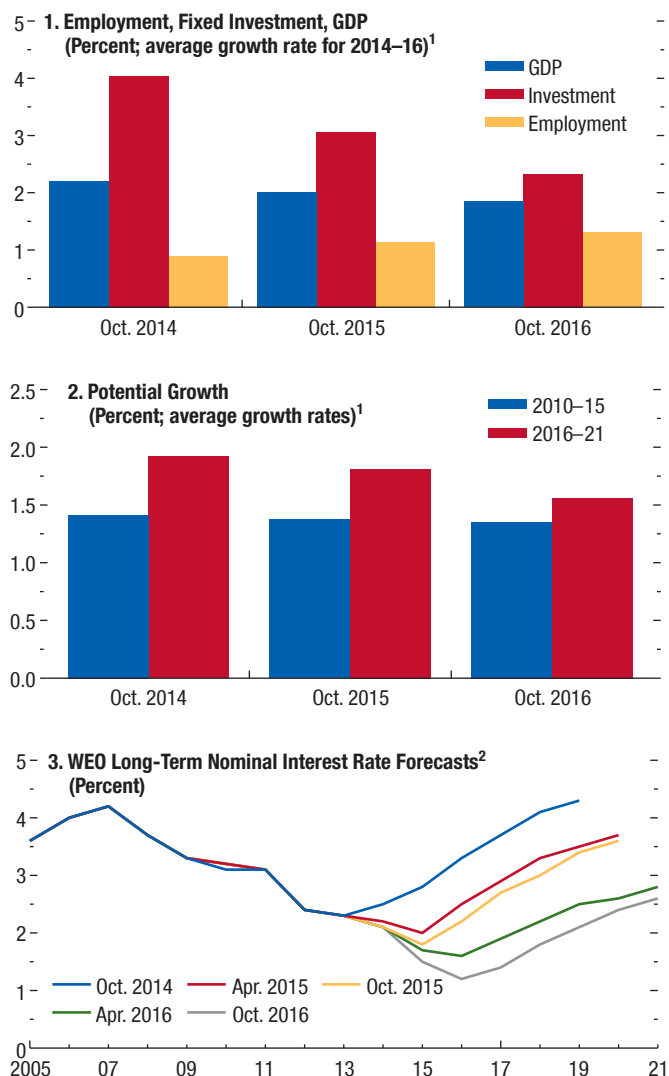 1. Employment, Fixed Investment, GDP
(Percent; average growth rate for 2014–16)¹
GDP
Investment
Employment
5
4
3
2
1
0
Oct. 2014 Oct. 2015 Oct. 2016
2. Potential Growth
(Percent; average growth rates)¹
2010–15
2016–21
2.5
2.0
1.5
1.0
0.5
0.0
Oct. 2014 Oct. 2015 Oct. 2016
3. WEO Long-Term Nominal Interest Rate Forecasts²
(Percent)
5
4
3
2
1
0
Oct. 2014 Apr. 2015 Oct. 2015
Apr. 2016 Oct. 2016
2005 07 09 11 13 15 17 19 21